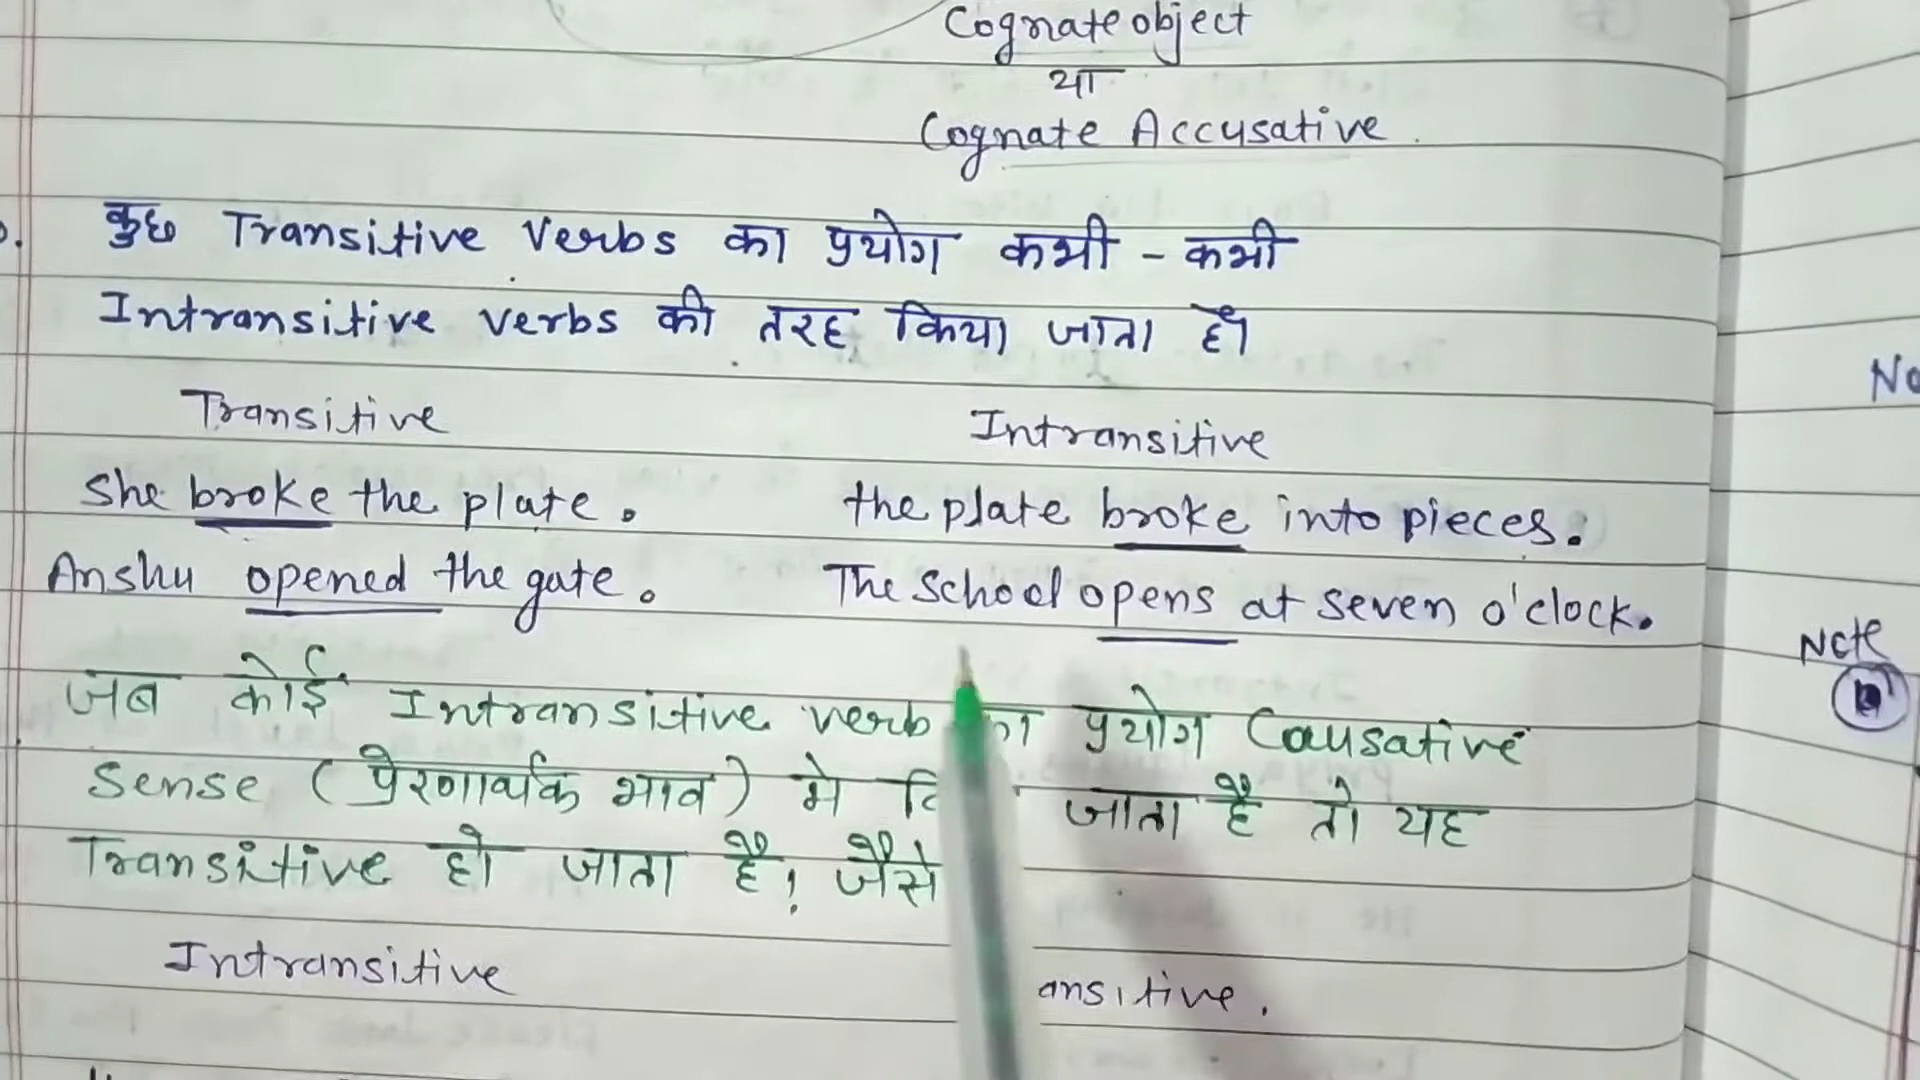 Cognate object
या
Cognate Accusative.
कुछ Transitive Verbs का प्रयोग कभी - कभी
Intransitive verbs की तरह किया जाता है।
Transitive Intransitive
She broke the plate. the plate broke into pieces.
Anshu opened the gate. The school opens at seven o'clock.
Note
जब कोई Intransitive verb का प्रयोग Causative
Sense (प्रेरणार्थक भाव) मे जाता है तो यह
Transitive हो जाता है। जैसे
Intransitive ansitive.